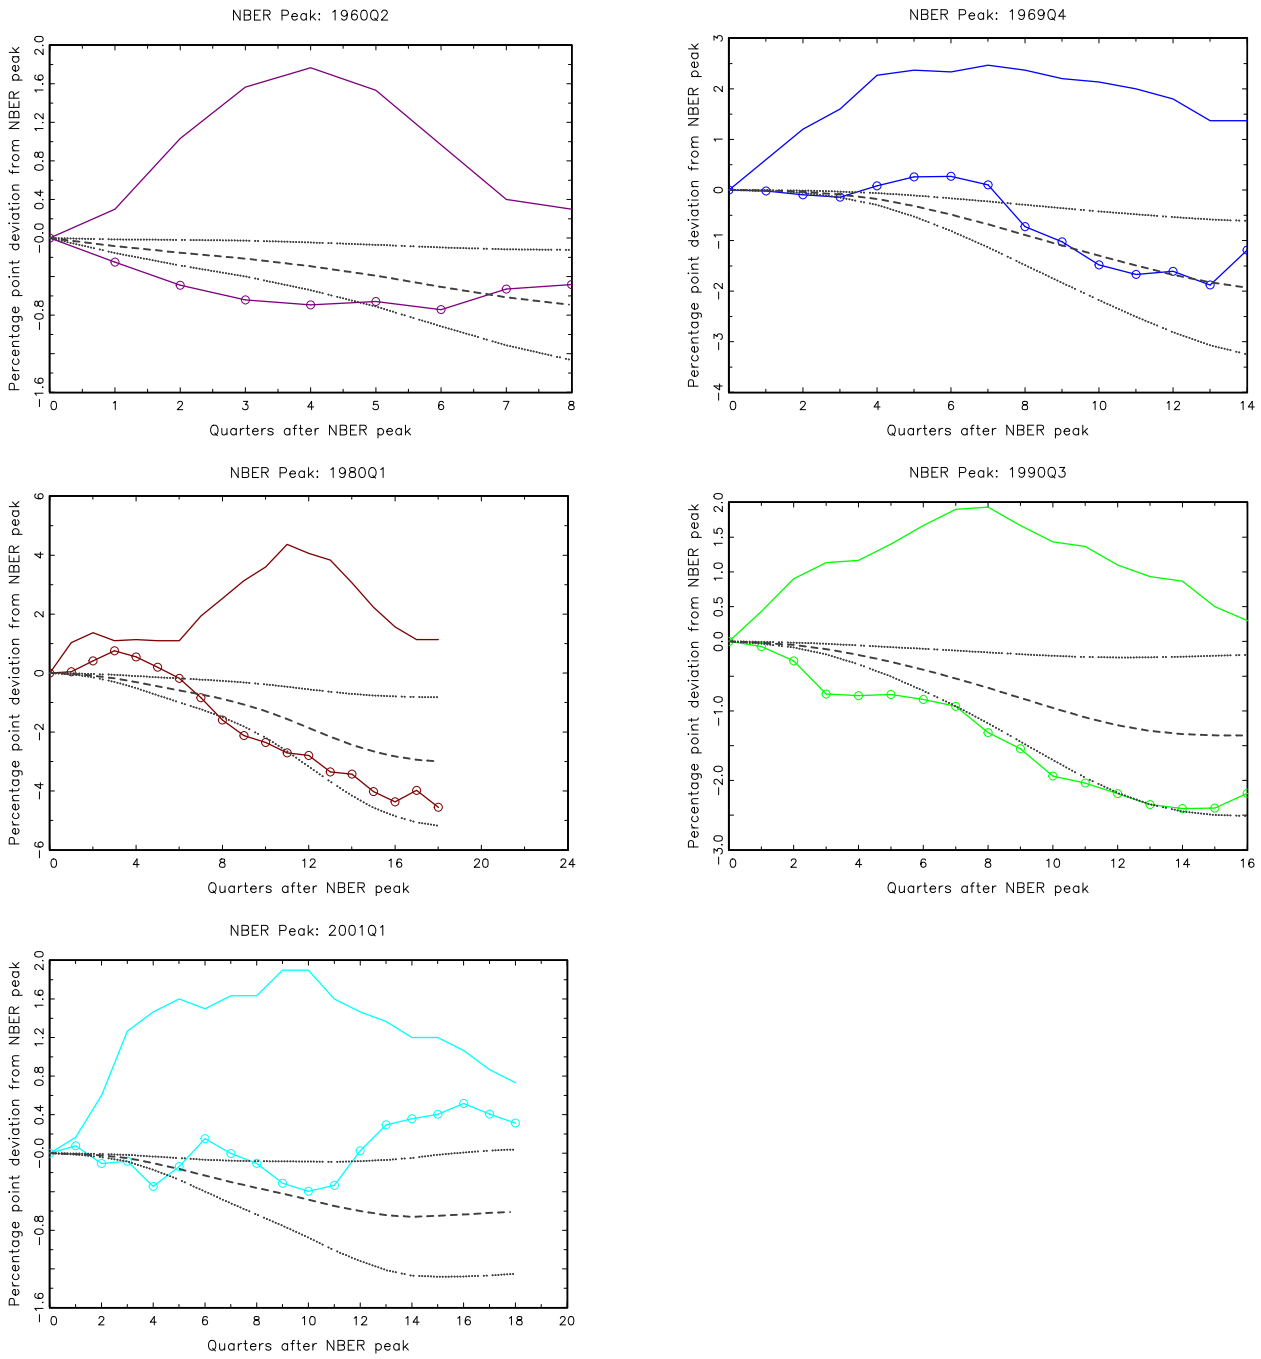 NBER Peak: 1960Q2
Percentage point deviation from NBER peak
2.0
1.6
1.2
0.8
0.4
−0.0
−0.8
−1.6
0 1 2 3 4 5 6 7 8
Quarters after NBER peak
NBER Peak: 1969Q4
Percentage point deviation from NBER peak
3
2
1
0
−1
−2
−3
−4
0 2 4 6 8 10 12 14
Quarters after NBER peak
NBER Peak: 1980Q1
Percentage point deviation from NBER peak
6
4
2
0
−2
−4
−6
0 4 8 12 16 20 24
Quarters after NBER peak
NBER Peak: 1990Q3
Percentage point deviation from NBER peak
2.0
1.5
1.0
0.5
0.0
−1.0
−2.0
−3.0
0 2 4 6 8 10 12 14 16
Quarters after NBER peak
NBER Peak: 2001Q1
Percentage point deviation from NBER peak
2.0
1.6
1.2
0.8
0.4
−0.0
−0.8
−1.6
0 2 4 6 8 10 12 14 16 18 20
Quarters after NBER peak